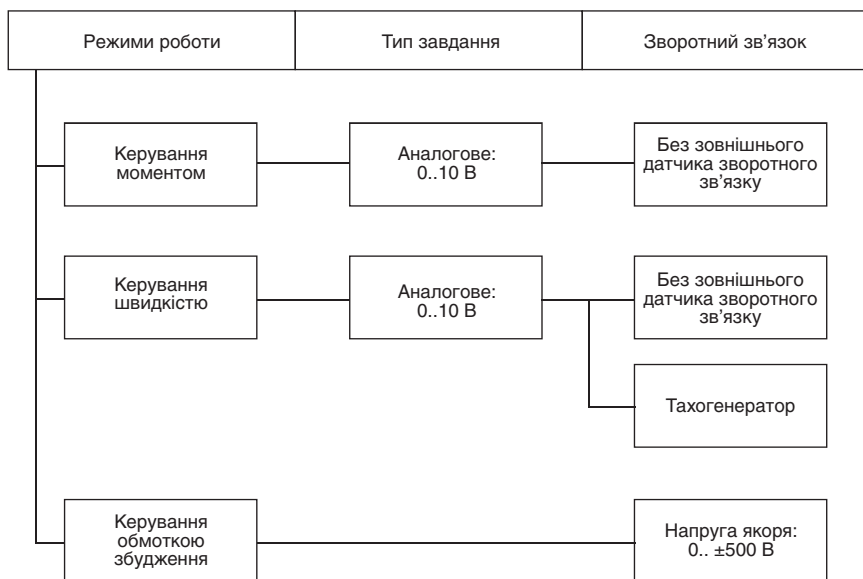 Режими роботи
Тип завдання
Зворотний зв'язок
Керування
моментом
Аналогове:
0..10 В
Без зовнішнього
датчика зворотного
зв'язку
Керування
швидкістю
Аналогове:
0..10 В
Без зовнішнього
датчика зворотного
зв'язку
Тахогенератор
Керування
обмоткою
збудження
Напруга якоря:
0.. ±500 В